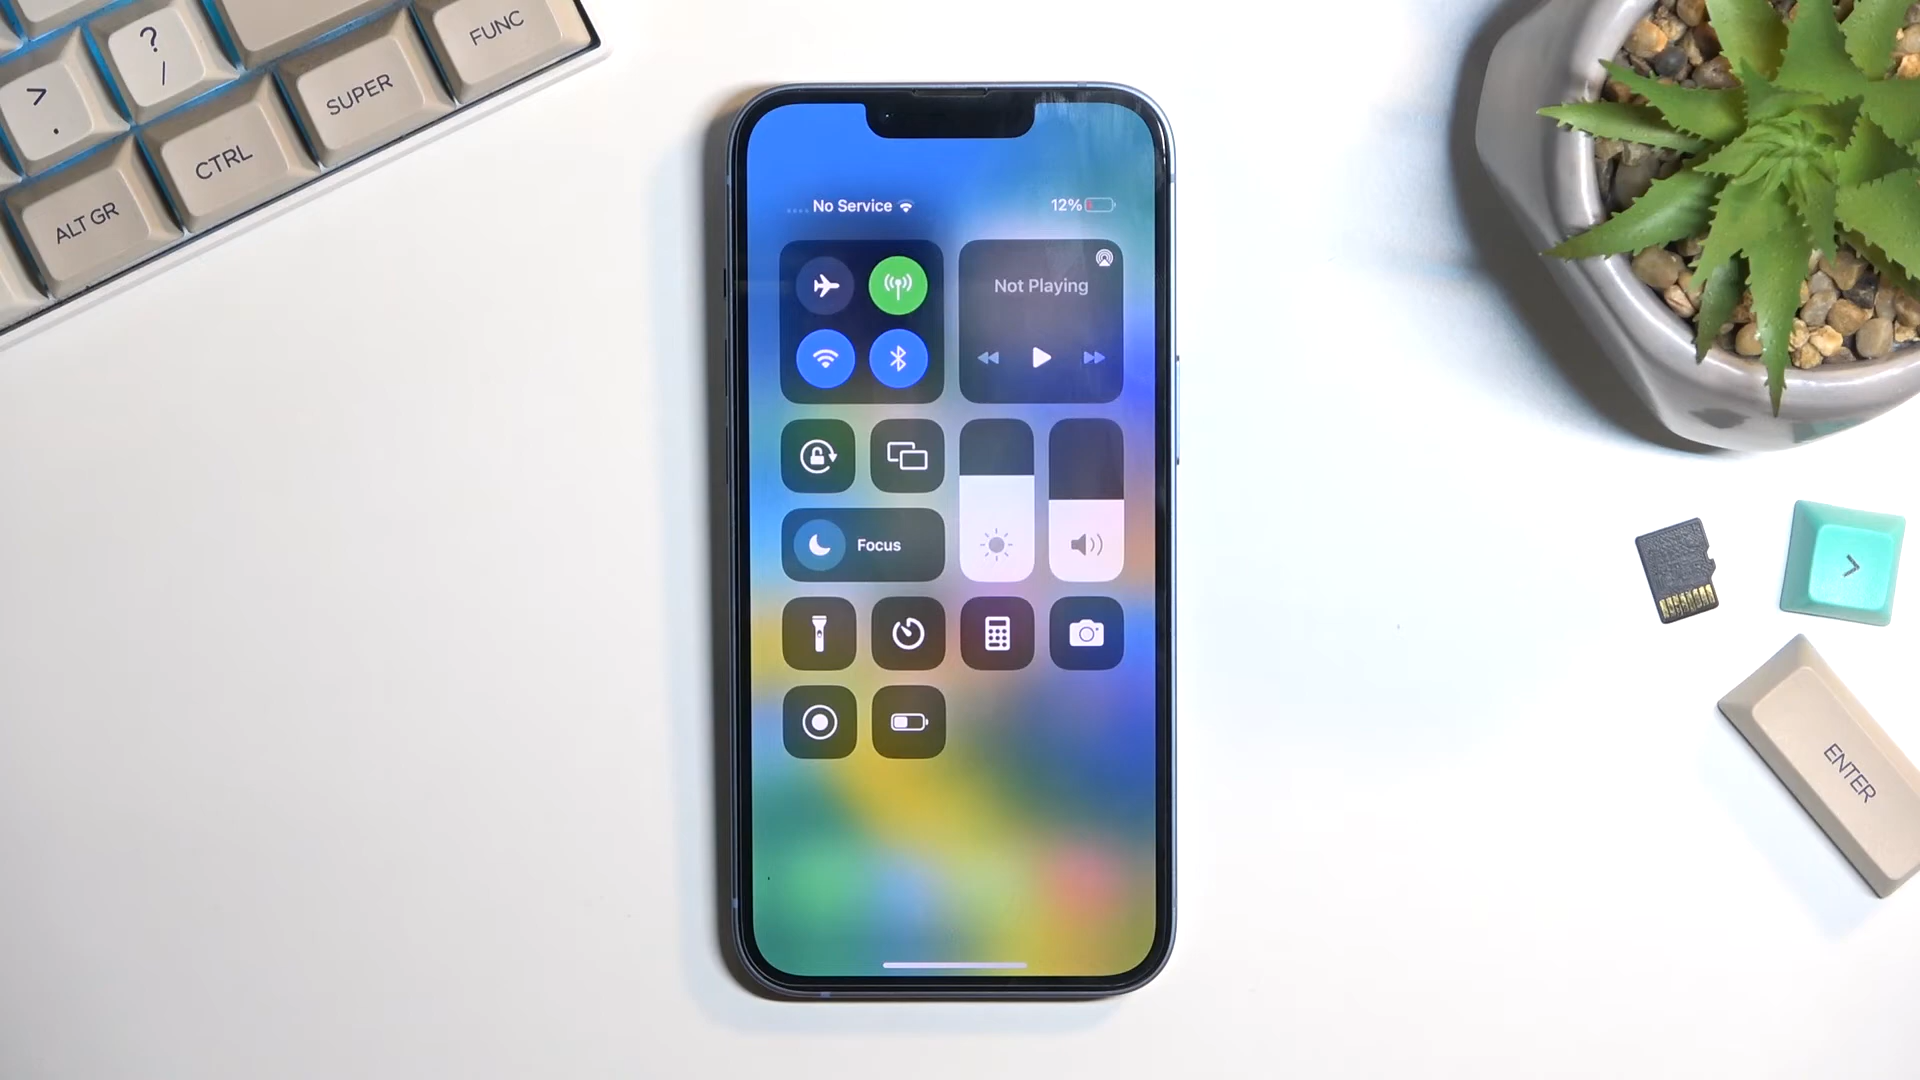 ?
/
>
.
FUNC
SUPER
CTRL
ALT GR
No Service
12%
Not Playing
Focus
>
ENTER